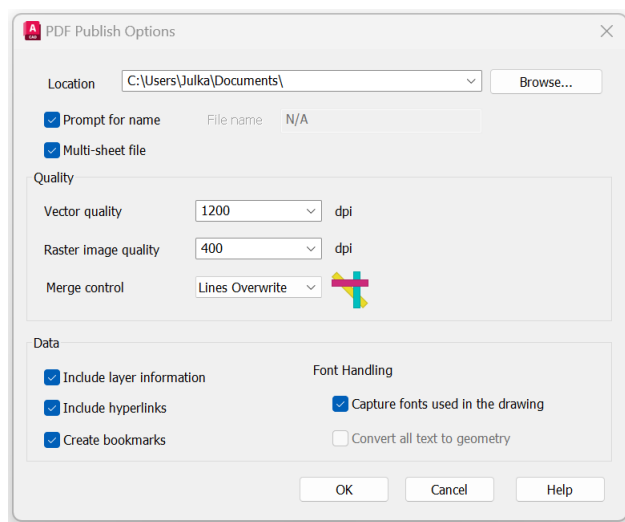 A CAD PDF Publish Options
Location C:\Users\Julka\Documents\ Browse...
Prompt for name File name N/A
Multi-sheet file
Quality
Vector quality 1200 dpi
Raster image quality 400 dpi
Merge control Lines Overwrite
Data
Include layer information Font Handling
Include hyperlinks Capture fonts used in the drawing
Create bookmarks Convert all text to geometry
OK Cancel Help